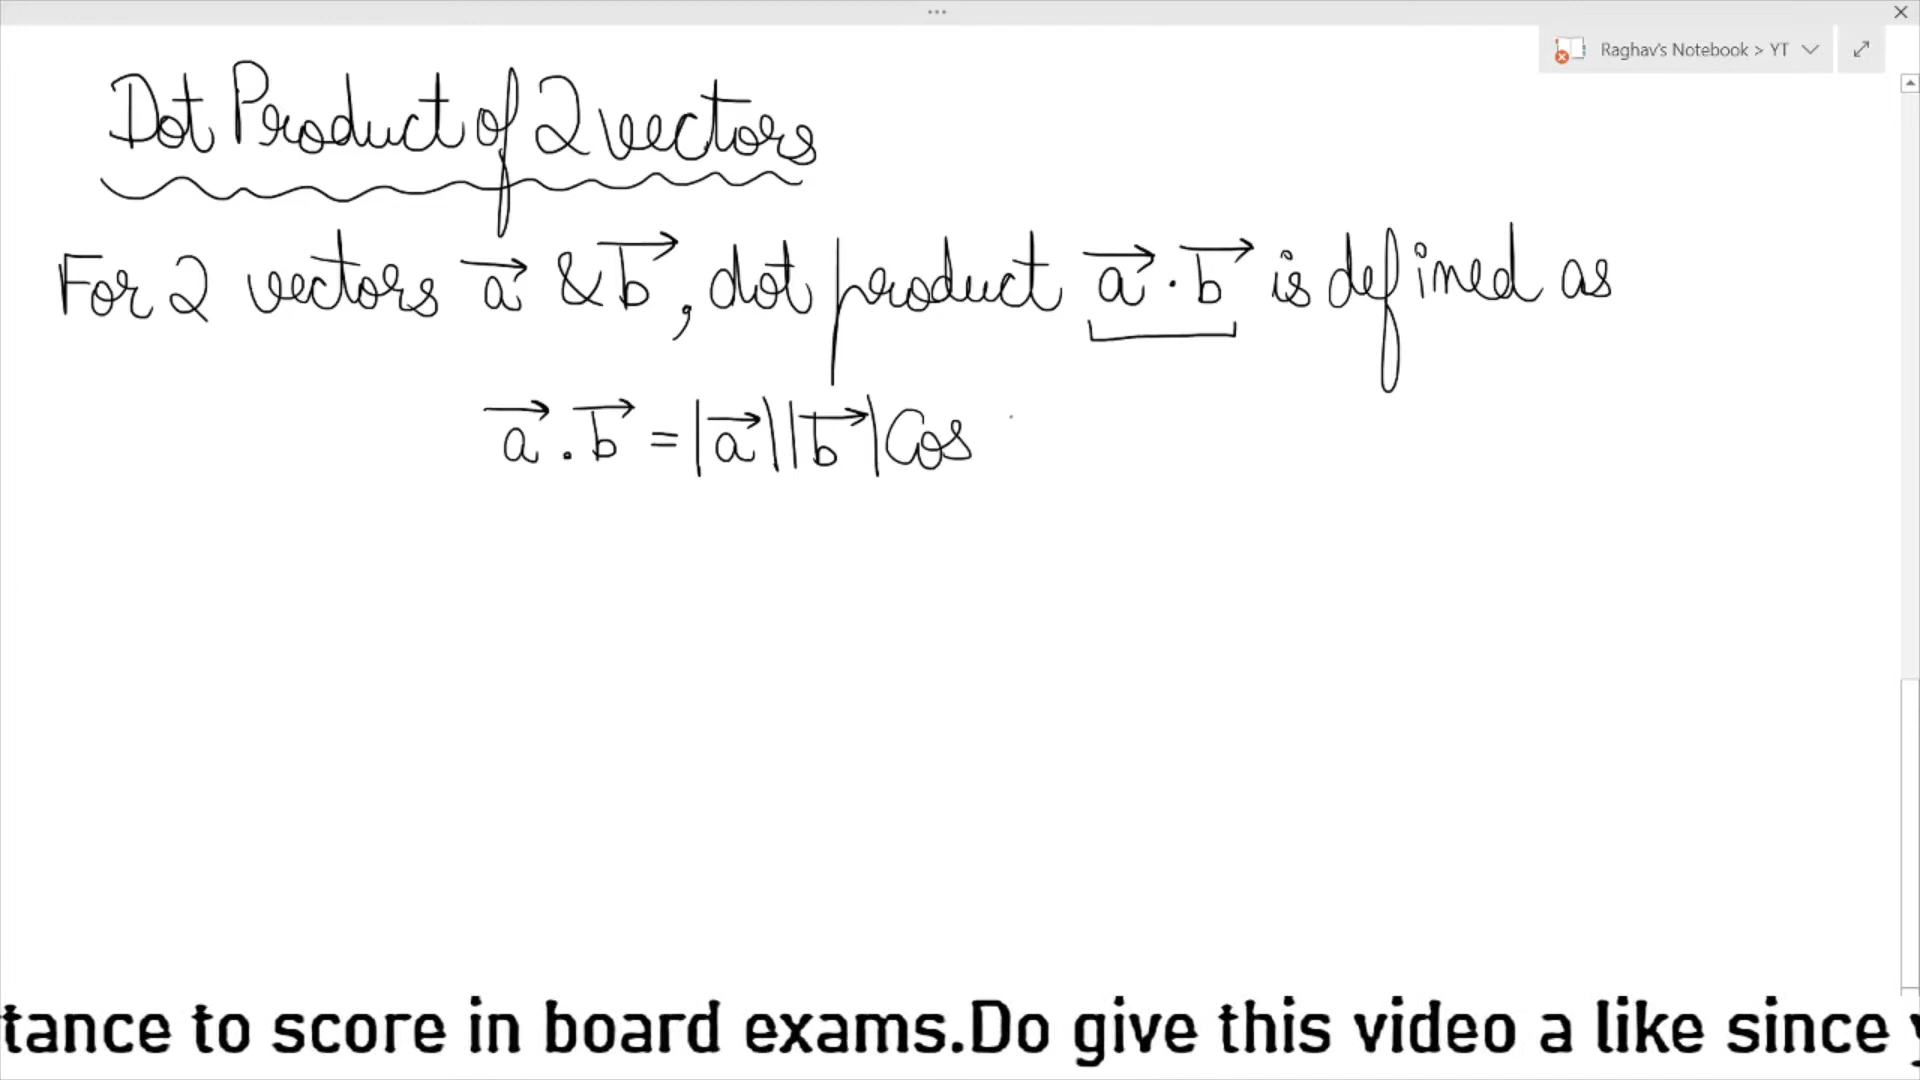 Raghav's Notebook > YT
Dot Product of 2 vectors
For 2 vectors a⃗ & b⃗, dot product a⃗ · b⃗ is defined as
a⃗ . b⃗ = |a⃗||b⃗| Cos
tance to score in board exams.Do give this video a like since